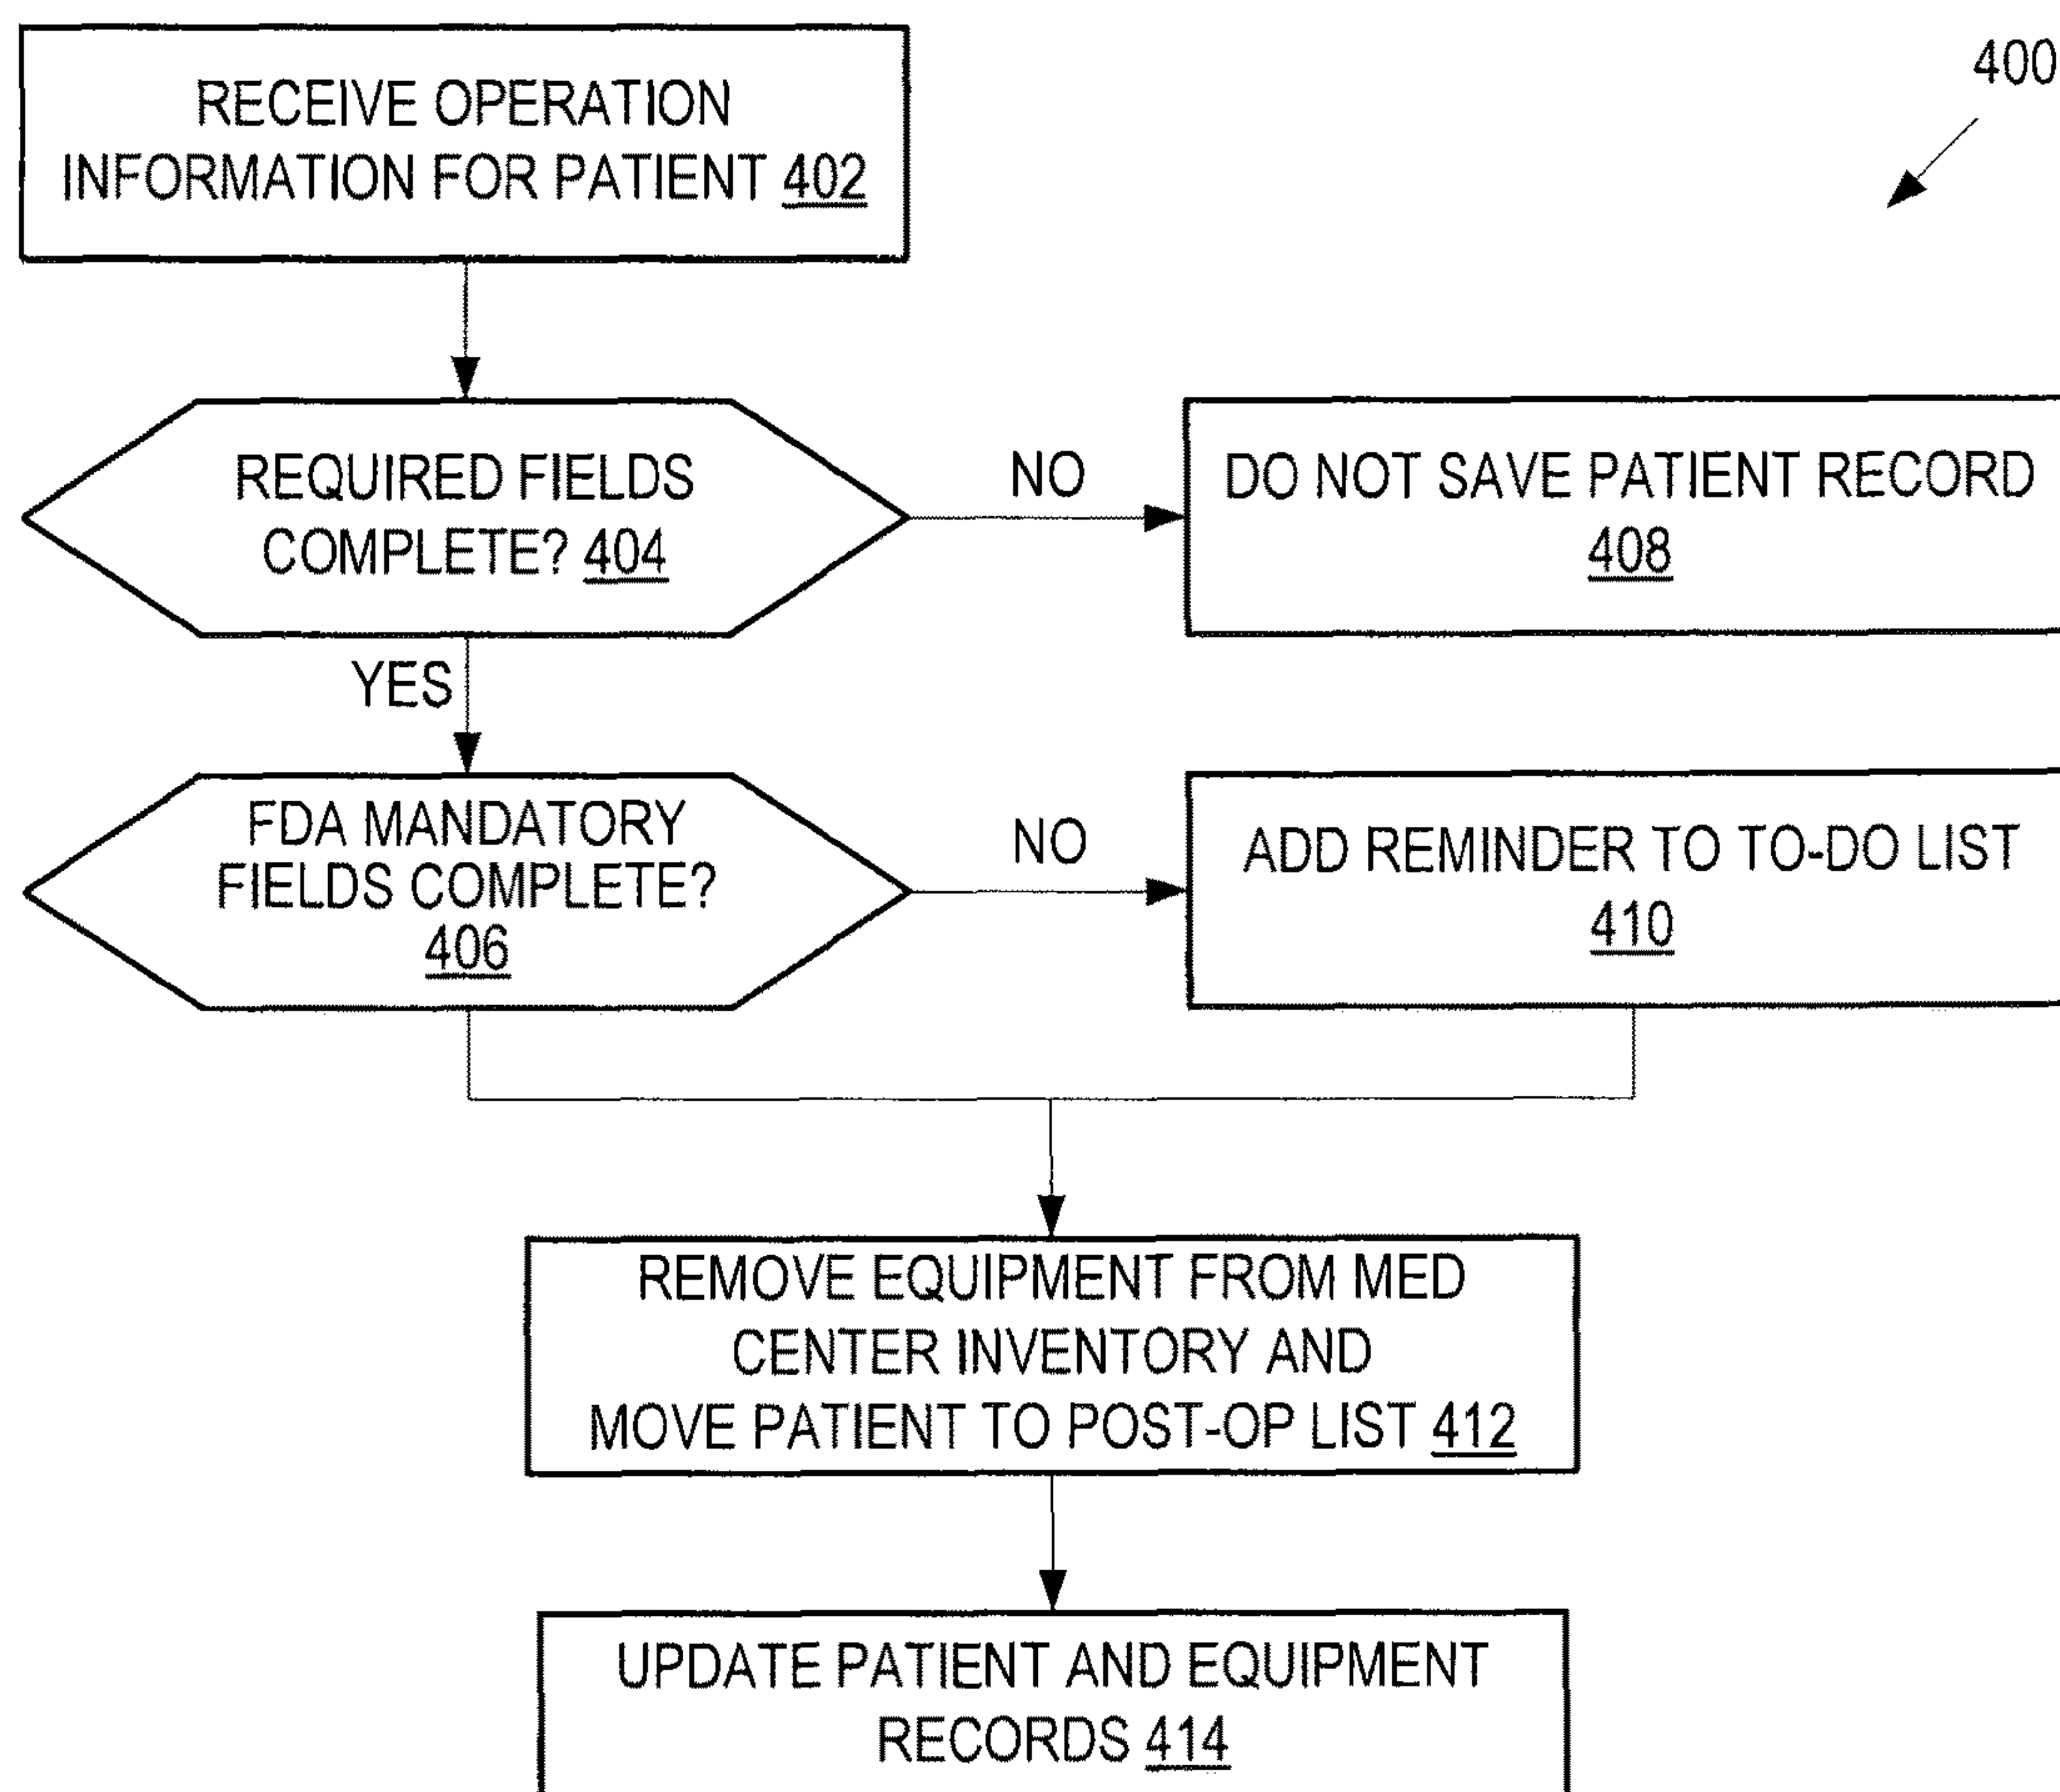 400
RECEIVE OPERATION
INFORMATION FOR PATIENT 402
REQUIRED FIELDS
COMPLETE? 404
NO
DO NOT SAVE PATIENT RECORD
408
YES
FDA MANDATORY
FIELDS COMPLETE?
406
NO
ADD REMINDER TO TO-DO LIST
410
REMOVE EQUIPMENT FROM MED
CENTER INVENTORY AND
MOVE PATIENT TO POST-OP LIST 412
UPDATE PATIENT AND EQUIPMENT
RECORDS 414